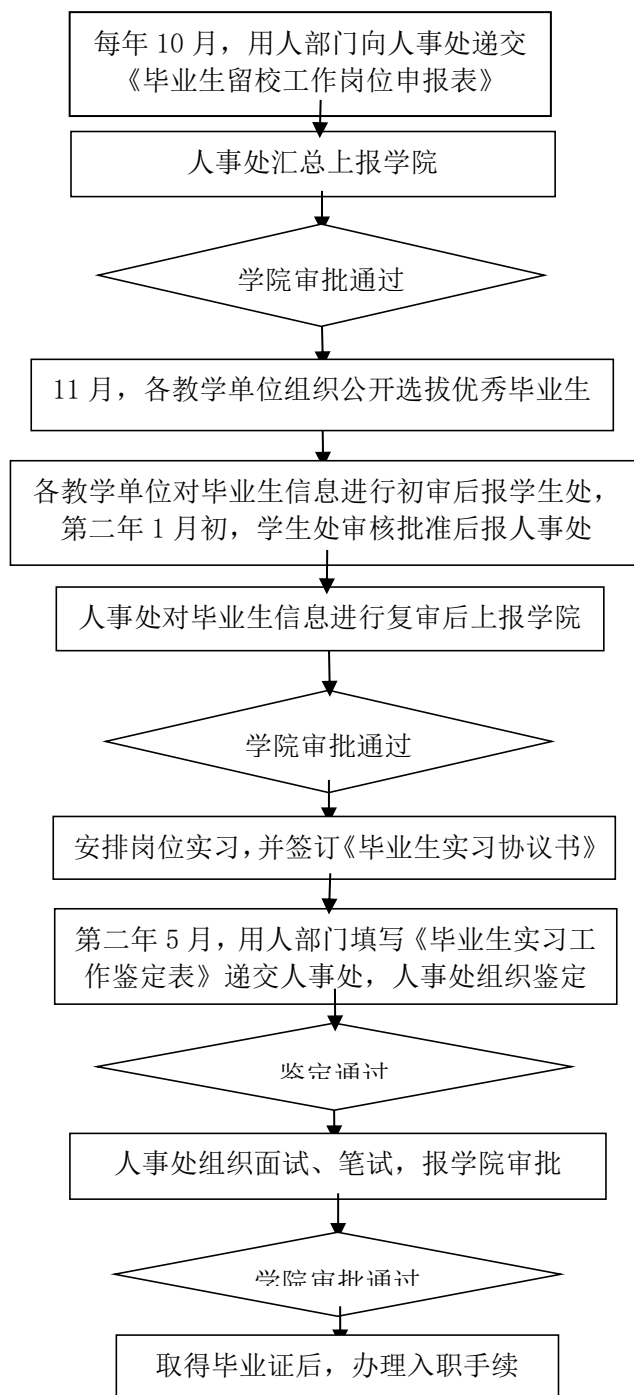 每年 10 月，用人部门向人事处递交
《毕业生留校工作岗位申报表》
人事处汇总上报学院
学院审批通过
11 月，各教学单位组织公开选拔优秀毕业生
各教学单位对毕业生信息进行初审后报学生处，
第二年 1 月初，学生处审核批准后报人事处
人事处对毕业生信息进行复审后上报学院
学院审批通过
安排岗位实习，并签订《毕业生实习协议书》
第二年 5 月，用人部门填写《毕业生实习工
作鉴定表》递交人事处，人事处组织鉴定
鉴定通过
人事处组织面试、笔试，报学院审批
学院审批通过
取得毕业证后，办理入职手续